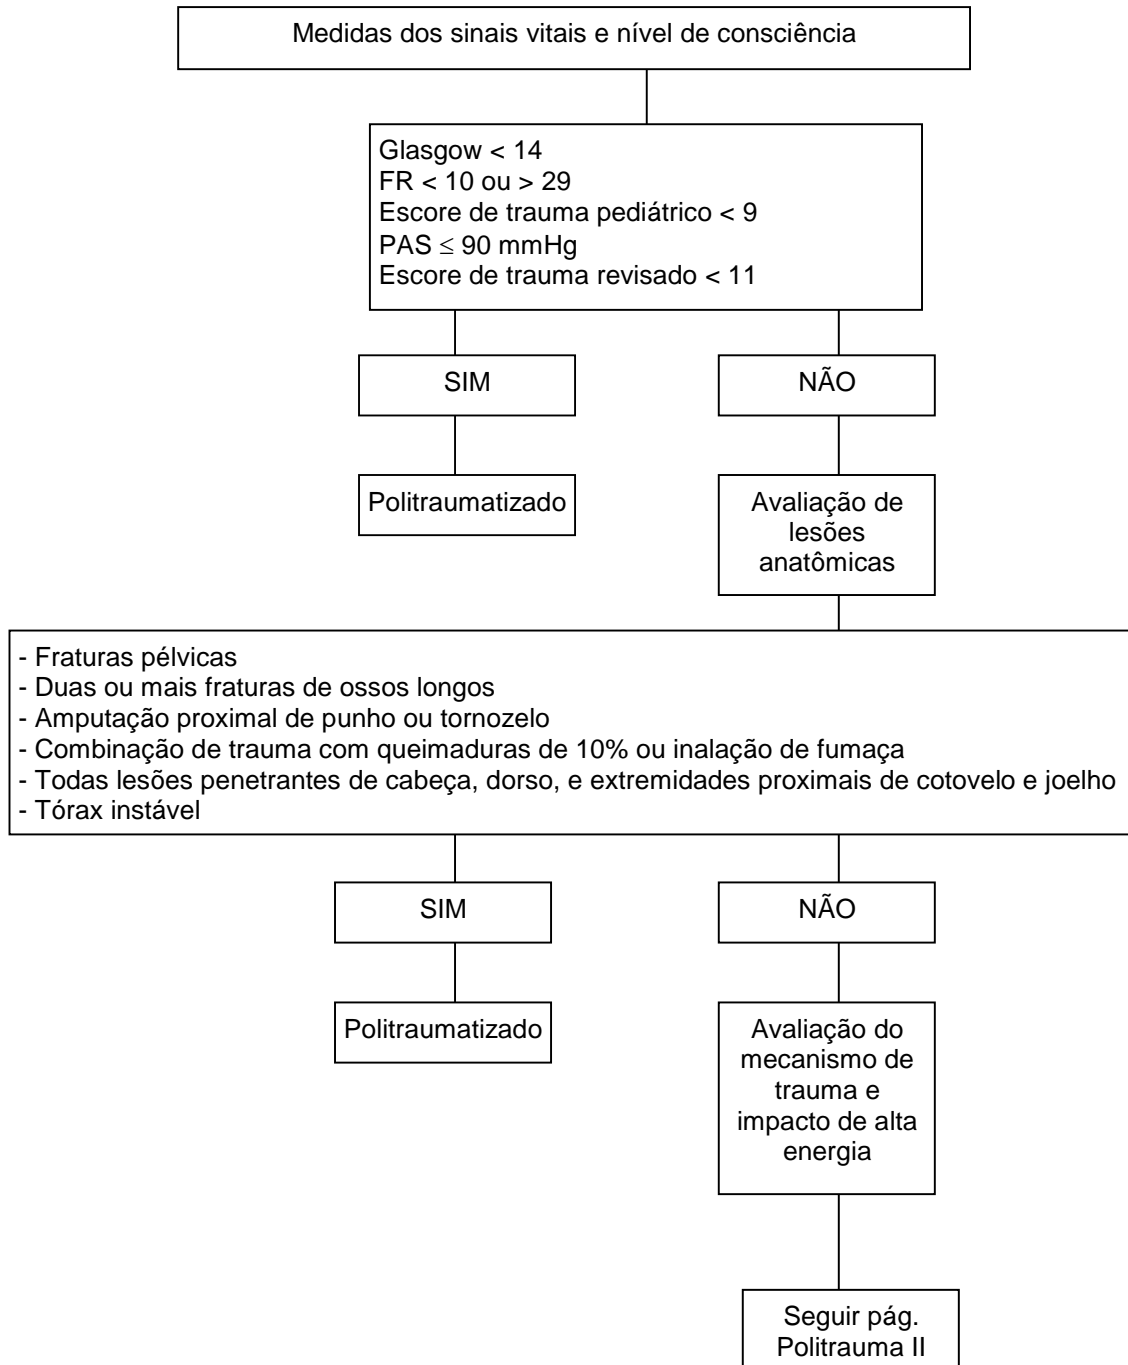 Medidas dos sinais vitais e nível de consciência
Glasgow < 14
FR < 10 ou > 29
Escore de trauma pediátrico < 9
PAS ≤ 90 mmHg
Escore de trauma revisado < 11
SIM
NÃO
Politraumatizado
Avaliação de
lesões
anatômicas
- Fraturas pélvicas
- Duas ou mais fraturas de ossos longos
- Amputação proximal de punho ou tornozelo
- Combinação de trauma com queimaduras de 10% ou inalação de fumaça
- Todas lesões penetrantes de cabeça, dorso, e extremidades proximais de cotovelo e joelho
- Tórax instável
SIM
NÃO
Politraumatizado
Avaliação do
mecanismo de
trauma e
impacto de alta
energia
Seguir pág.
Politrauma II